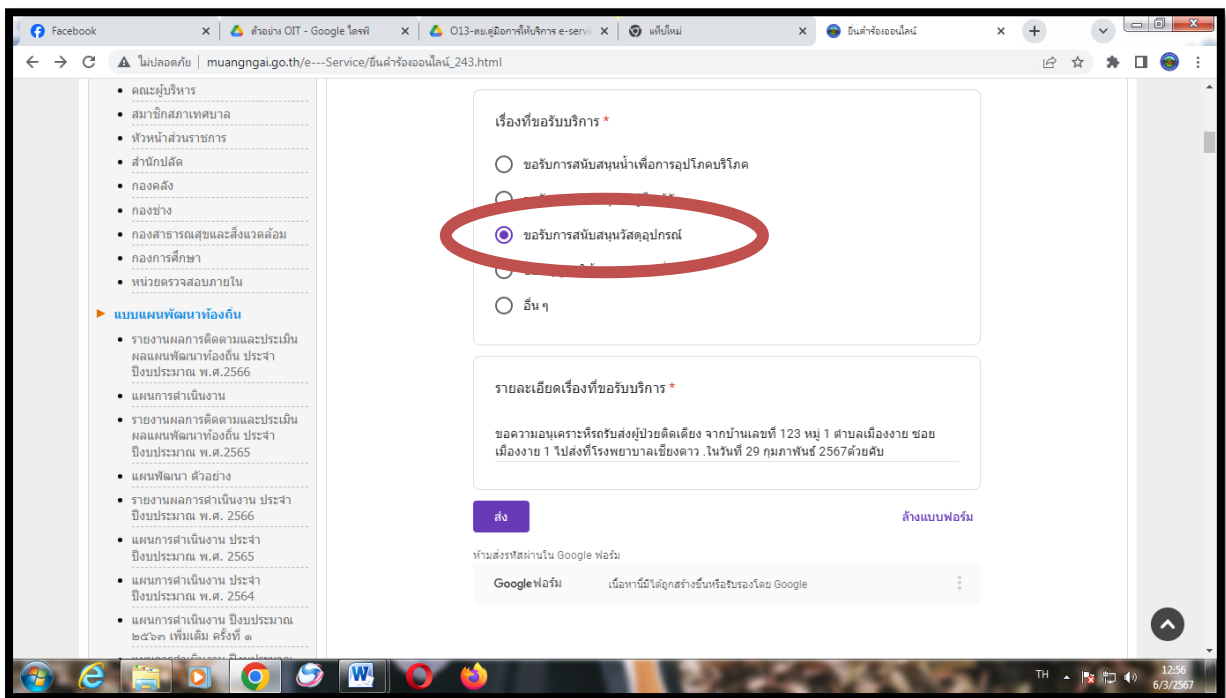 Facebook
ตัวอย่าง OIT - Google ไดรฟ์
O13-ตย.คู่มือการให้บริการ e-servi
แท็บใหม่
ยื่นคำร้องออนไลน์
ไม่ปลอดภัย | muangngai.go.th/e---Service/ยื่นคำร้องออนไลน์_243.html
คณะผู้บริหาร
สมาชิกสภาเทศบาล
หัวหน้าส่วนราชการ
สำนักปลัด
กองคลัง
กองช่าง
กองสาธารณสุขและสิ่งแวดล้อม
กองการศึกษา
หน่วยตรวจสอบภายใน
แบบแผนพัฒนาท้องถิ่น
รายงานผลการติดตามและประเมิน
ผลแผนพัฒนาท้องถิ่น ประจำ
ปีงบประมาณ พ.ศ.2566
แผนการดำเนินงาน
รายงานผลการติดตามและประเมิน
ผลแผนพัฒนาท้องถิ่น ประจำ
ปีงบประมาณ พ.ศ.2565
แผนพัฒนา ตัวอย่าง
รายงานผลการดำเนินงาน ประจำ
ปีงบประมาณ พ.ศ. 2566
แผนการดำเนินงาน ประจำ
ปีงบประมาณ พ.ศ. 2565
แผนการดำเนินงาน ประจำ
ปีงบประมาณ พ.ศ. 2564
แผนการดำเนินงาน ปีงบประมาณ
๒๕๖๓ เพิ่มเติม ครั้งที่ ๑
เรื่องที่ขอรับบริการ *
ขอรับการสนับสนุนน้ำเพื่อการอุปโภคบริโภค
ขอรับการสนับสนุนวัสดุอุปกรณ์
อื่น ๆ
รายละเอียดเรื่องที่ขอรับบริการ *
ขอความอนุเคราะห์รถรับส่งผู้ป่วยติดเตียง จากบ้านเลขที่ 123 หมู่ 1 ตำบลเมืองงาย ซอย
เมืองงาย 1 ไปส่งที่โรงพยาบาลเชียงดาว .ในวันที่ 29 กุมภาพันธ์ 2567ด้วยคับ
ส่ง
ล้างแบบฟอร์ม
ห้ามส่งรหัสผ่านใน Google ฟอร์ม
Google ฟอร์ม
เนื้อหานี้มิได้ถูกสร้างขึ้นหรือรับรองโดย Google
TH
12:56
6/3/2567